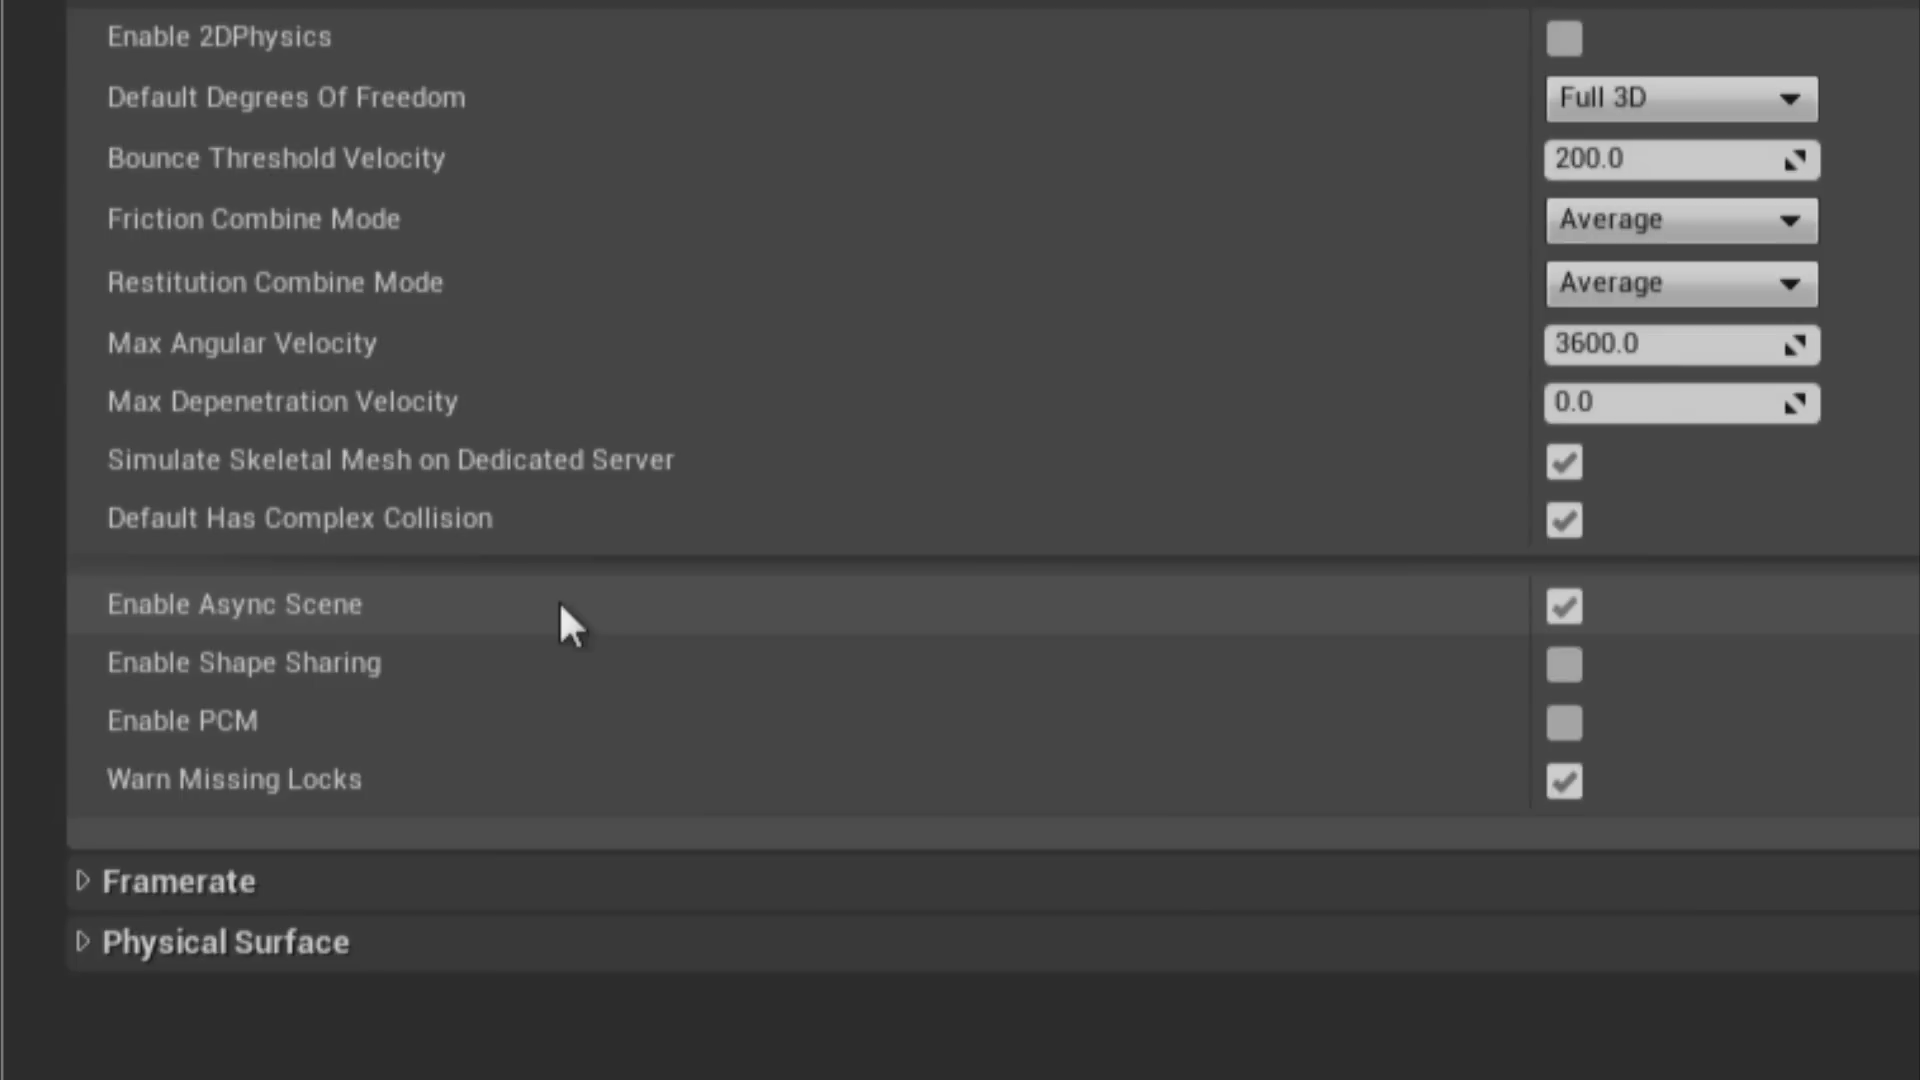 Enable 2DPhysics
Default Degrees Of Freedom Full 3D
Bounce Threshold Velocity 200.0
Friction Combine Mode Average
Restitution Combine Mode Average
Max Angular Velocity 3600.0
Max Depenetration Velocity 0.0
Simulate Skeletal Mesh on Dedicated Server
Default Has Complex Collision
Enable Async Scene
Enable Shape Sharing
Enable PCM
Warn Missing Locks
Framerate
Physical Surface